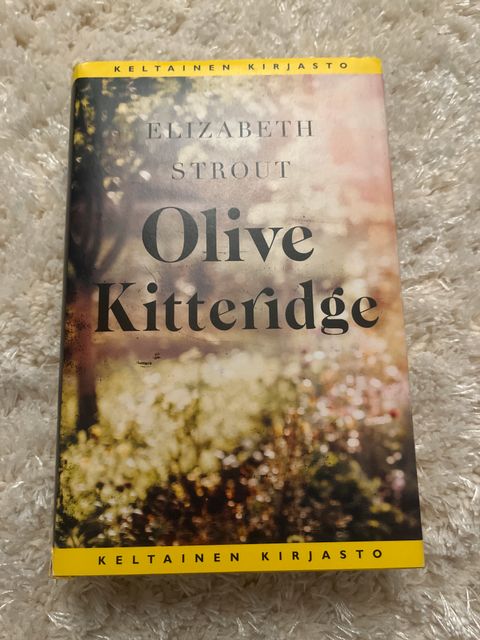 KELTAINEN KIRJASTO
ELIZABETH
STROUT
Olive
Kitteridge
KELTAINEN KIRJASTO